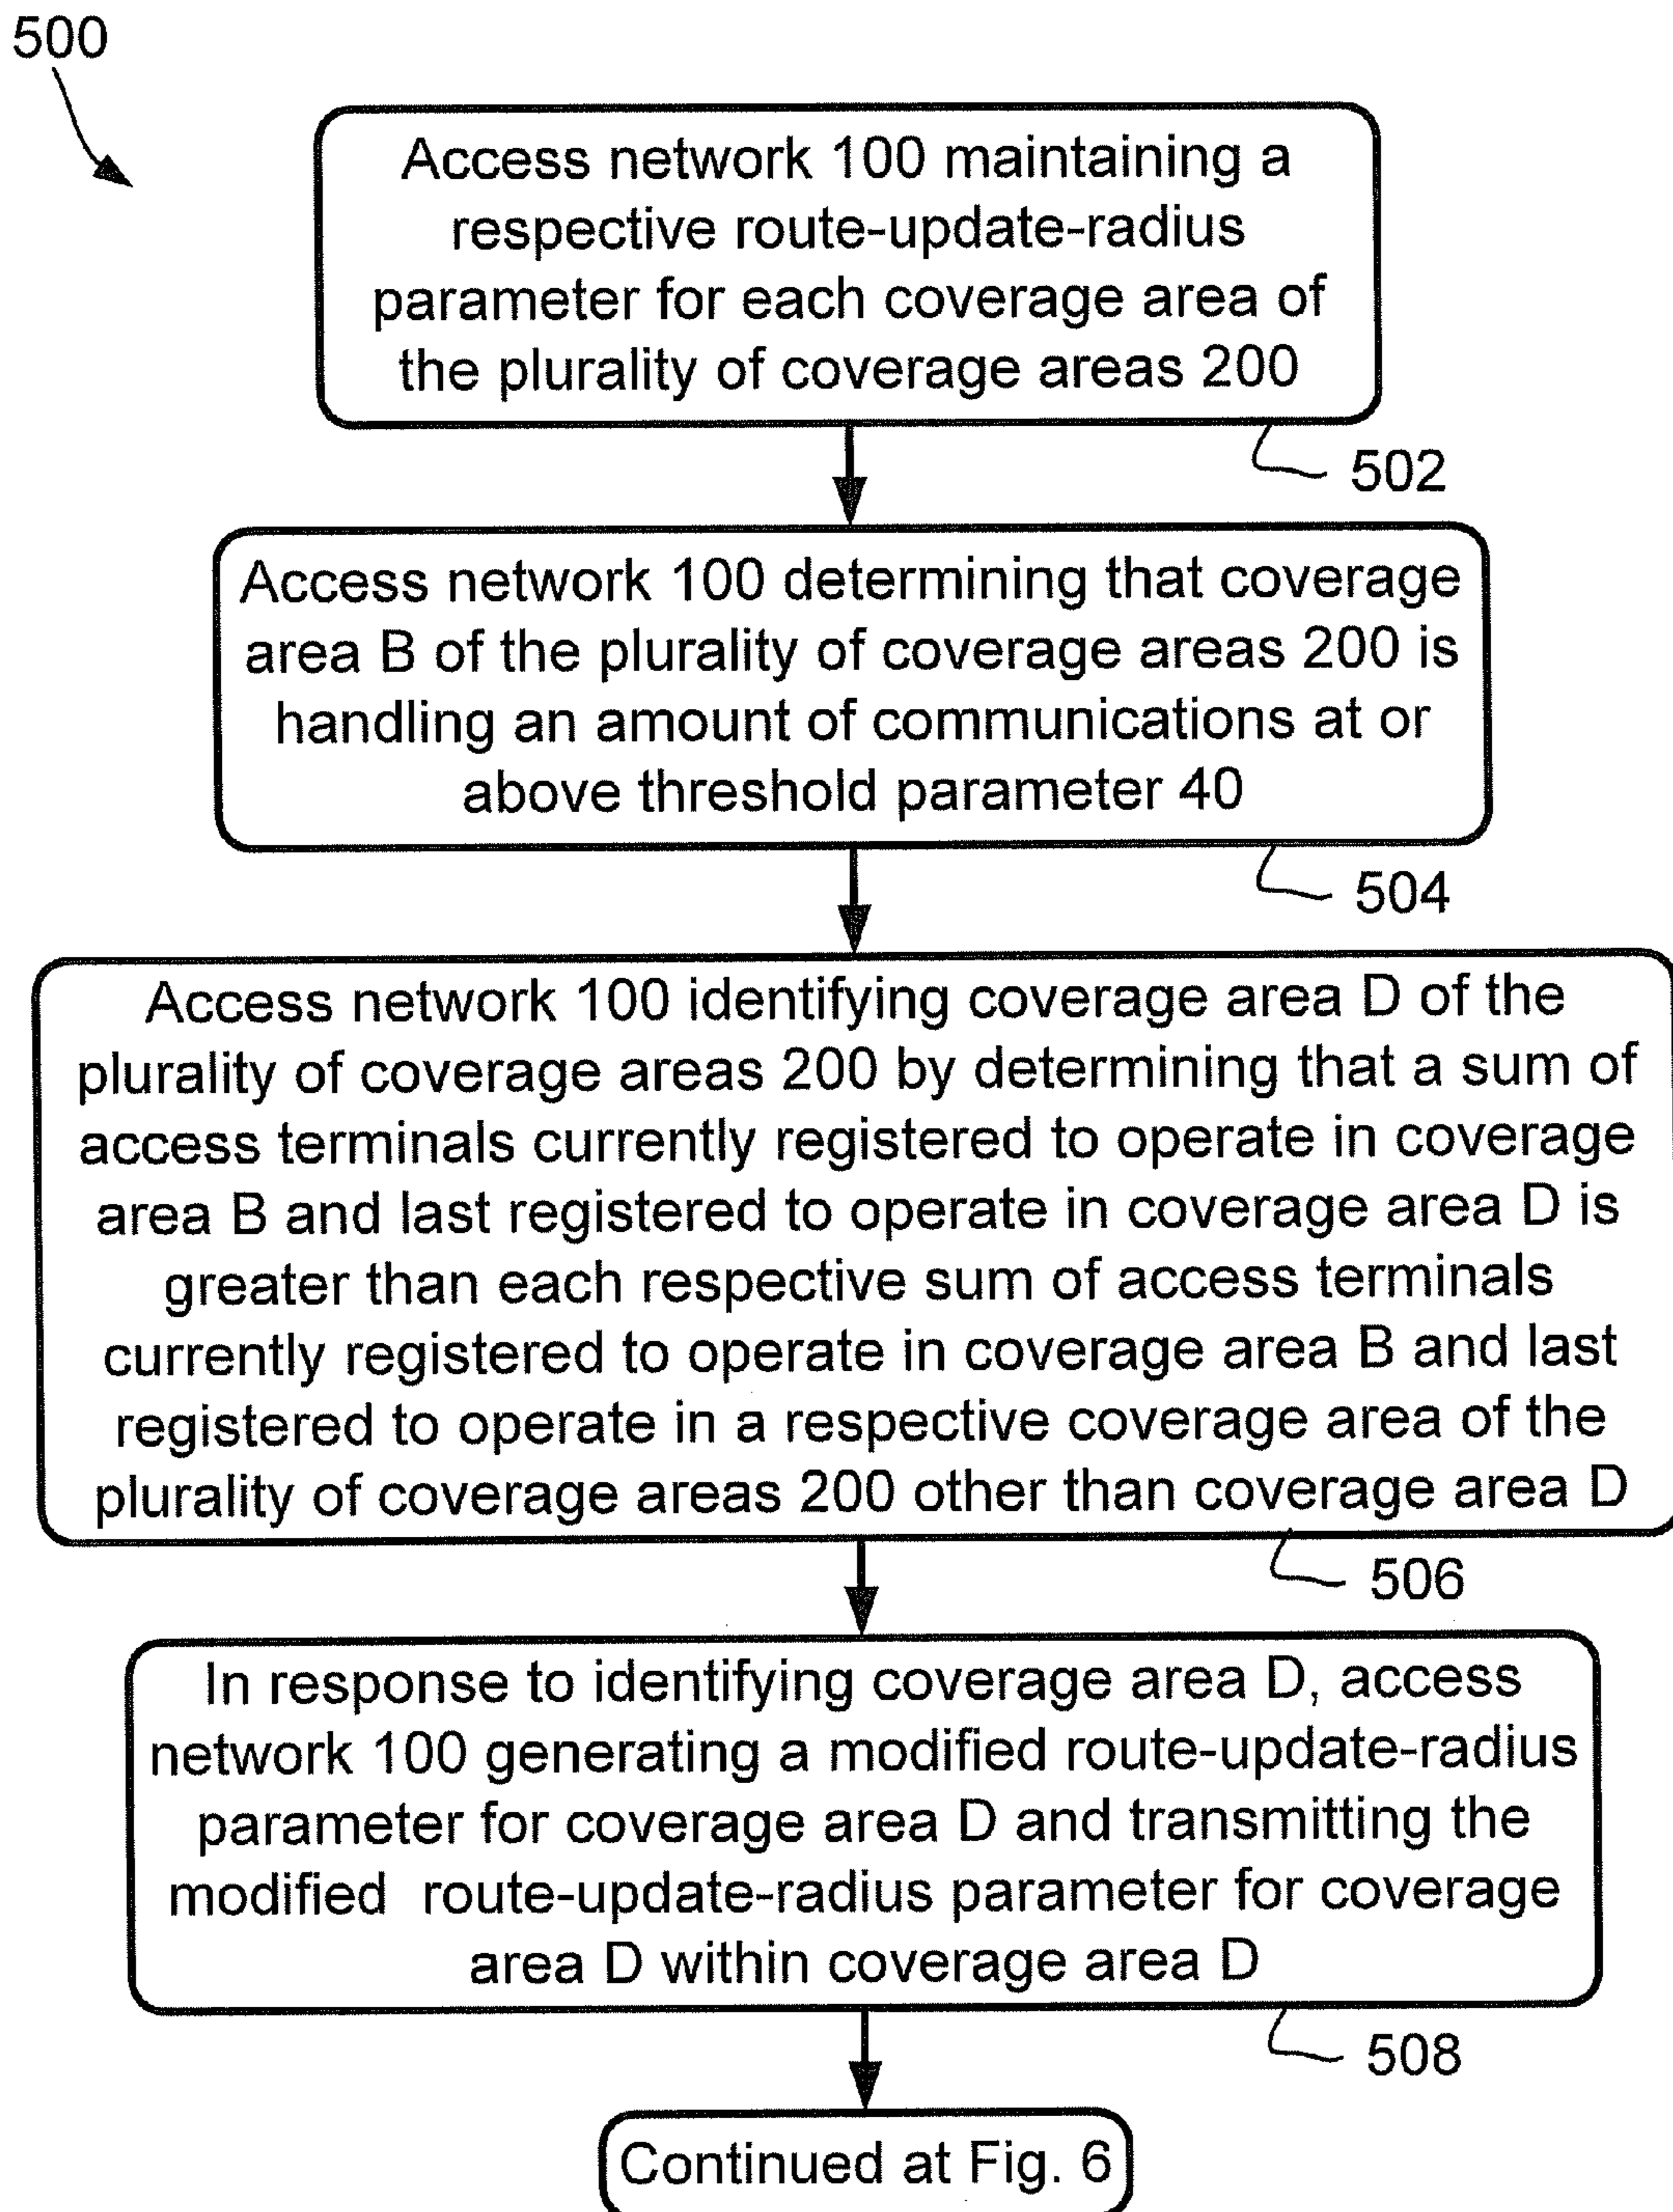 500
Access network 100 maintaining a
respective route-update-radius
parameter for each coverage area of
the plurality of coverage areas 200
502
Access network 100 determining that coverage
area B of the plurality of coverage areas 200 is
handling an amount of communications at or
above threshold parameter 40
504
Access network 100 identifying coverage area D of the
plurality of coverage areas 200 by determining that a sum of
access terminals currently registered to operate in coverage
area B and last registered to operate in coverage area D is
greater than each respective sum of access terminals
currently registered to operate in coverage area B and last
registered to operate in a respective coverage area of the
plurality of coverage areas 200 other than coverage area D
506
In response to identifying coverage area D, access
network 100 generating a modified route-update-radius
parameter for coverage area D and transmitting the
modified route-update-radius parameter for coverage
area D within coverage area D
508
Continued at Fig. 6